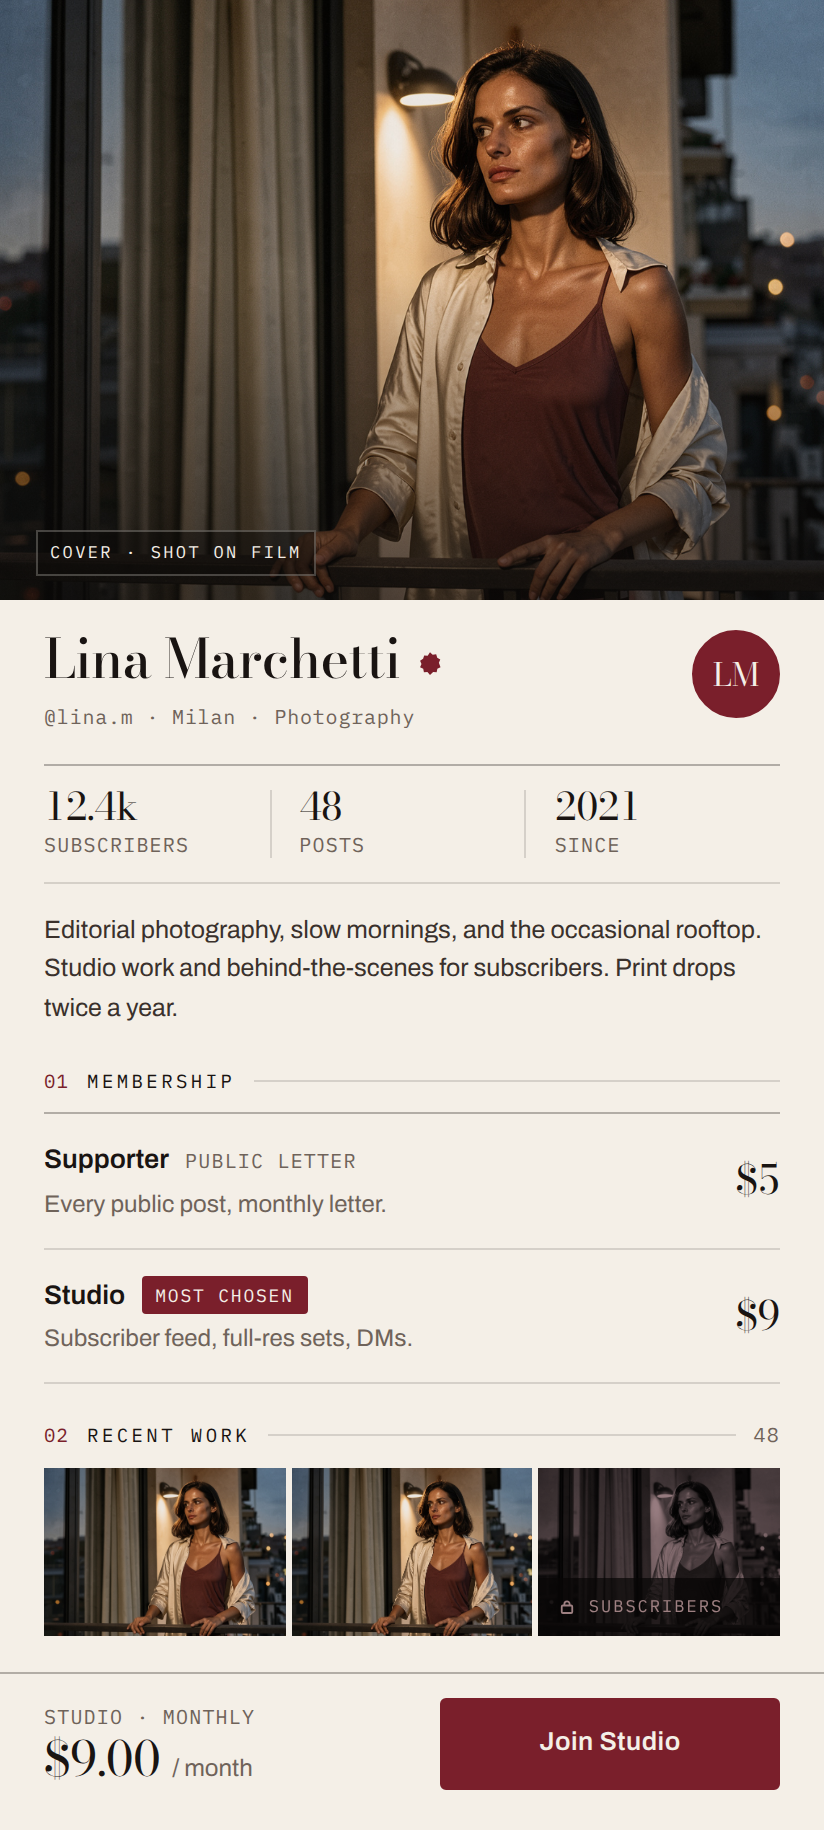 COVER · SHOT ON FILM
Lina Marchetti
LM
@lina.m · Milan · Photography
12.4k
SUBSCRIBERS
48
POSTS
2021
SINCE
Editorial photography, slow mornings, and the occasional rooftop.
Studio work and behind-the-scenes for subscribers. Print drops
twice a year.
01 MEMBERSHIP
Supporter PUBLIC LETTER
Every public post, monthly letter.
$5
Studio MOST CHOSEN
Subscriber feed, full-res sets, DMs.
$9
02 RECENT WORK 48
SUBSCRIBERS
STUDIO · MONTHLY
$9.00 / month
Join Studio